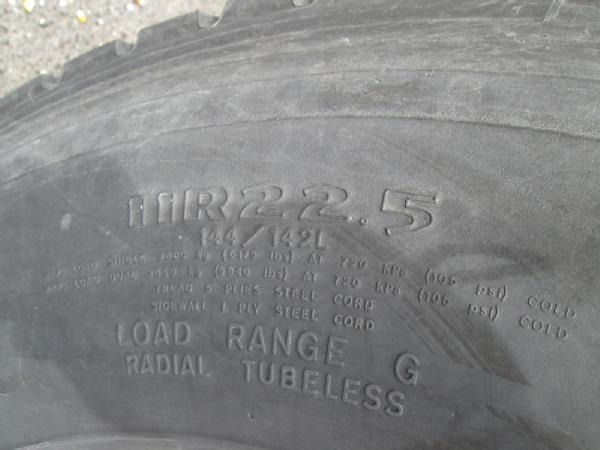 11R22.5
144/142L
MAX. LOAD SINGLE 2800 kg (6175 lbs) AT 720 KPa (105 psi) COLD
MAX. LOAD DUAL 2650 kg (5840 lbs) AT 720 KPa (105 psi) COLD
TREAD 5 PLIES STEEL CORD
SIDEWALL 1 PLY STEEL CORD
LOAD RANGE G
RADIAL TUBELESS